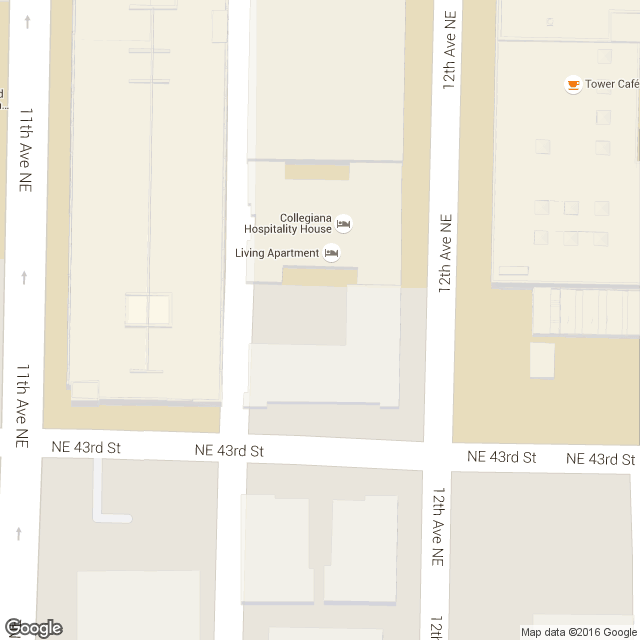 12th Ave NE
Tower Café
11th Ave NE
Collegiana
Hospitality House
12th Ave NE
Living Apartment
11th Ave NE
NE 43rd St
NE 43rd St
NE 43rd St
NE 43rd St
12th Ave NE
12th
Google
Google
Map data ©2016 Google